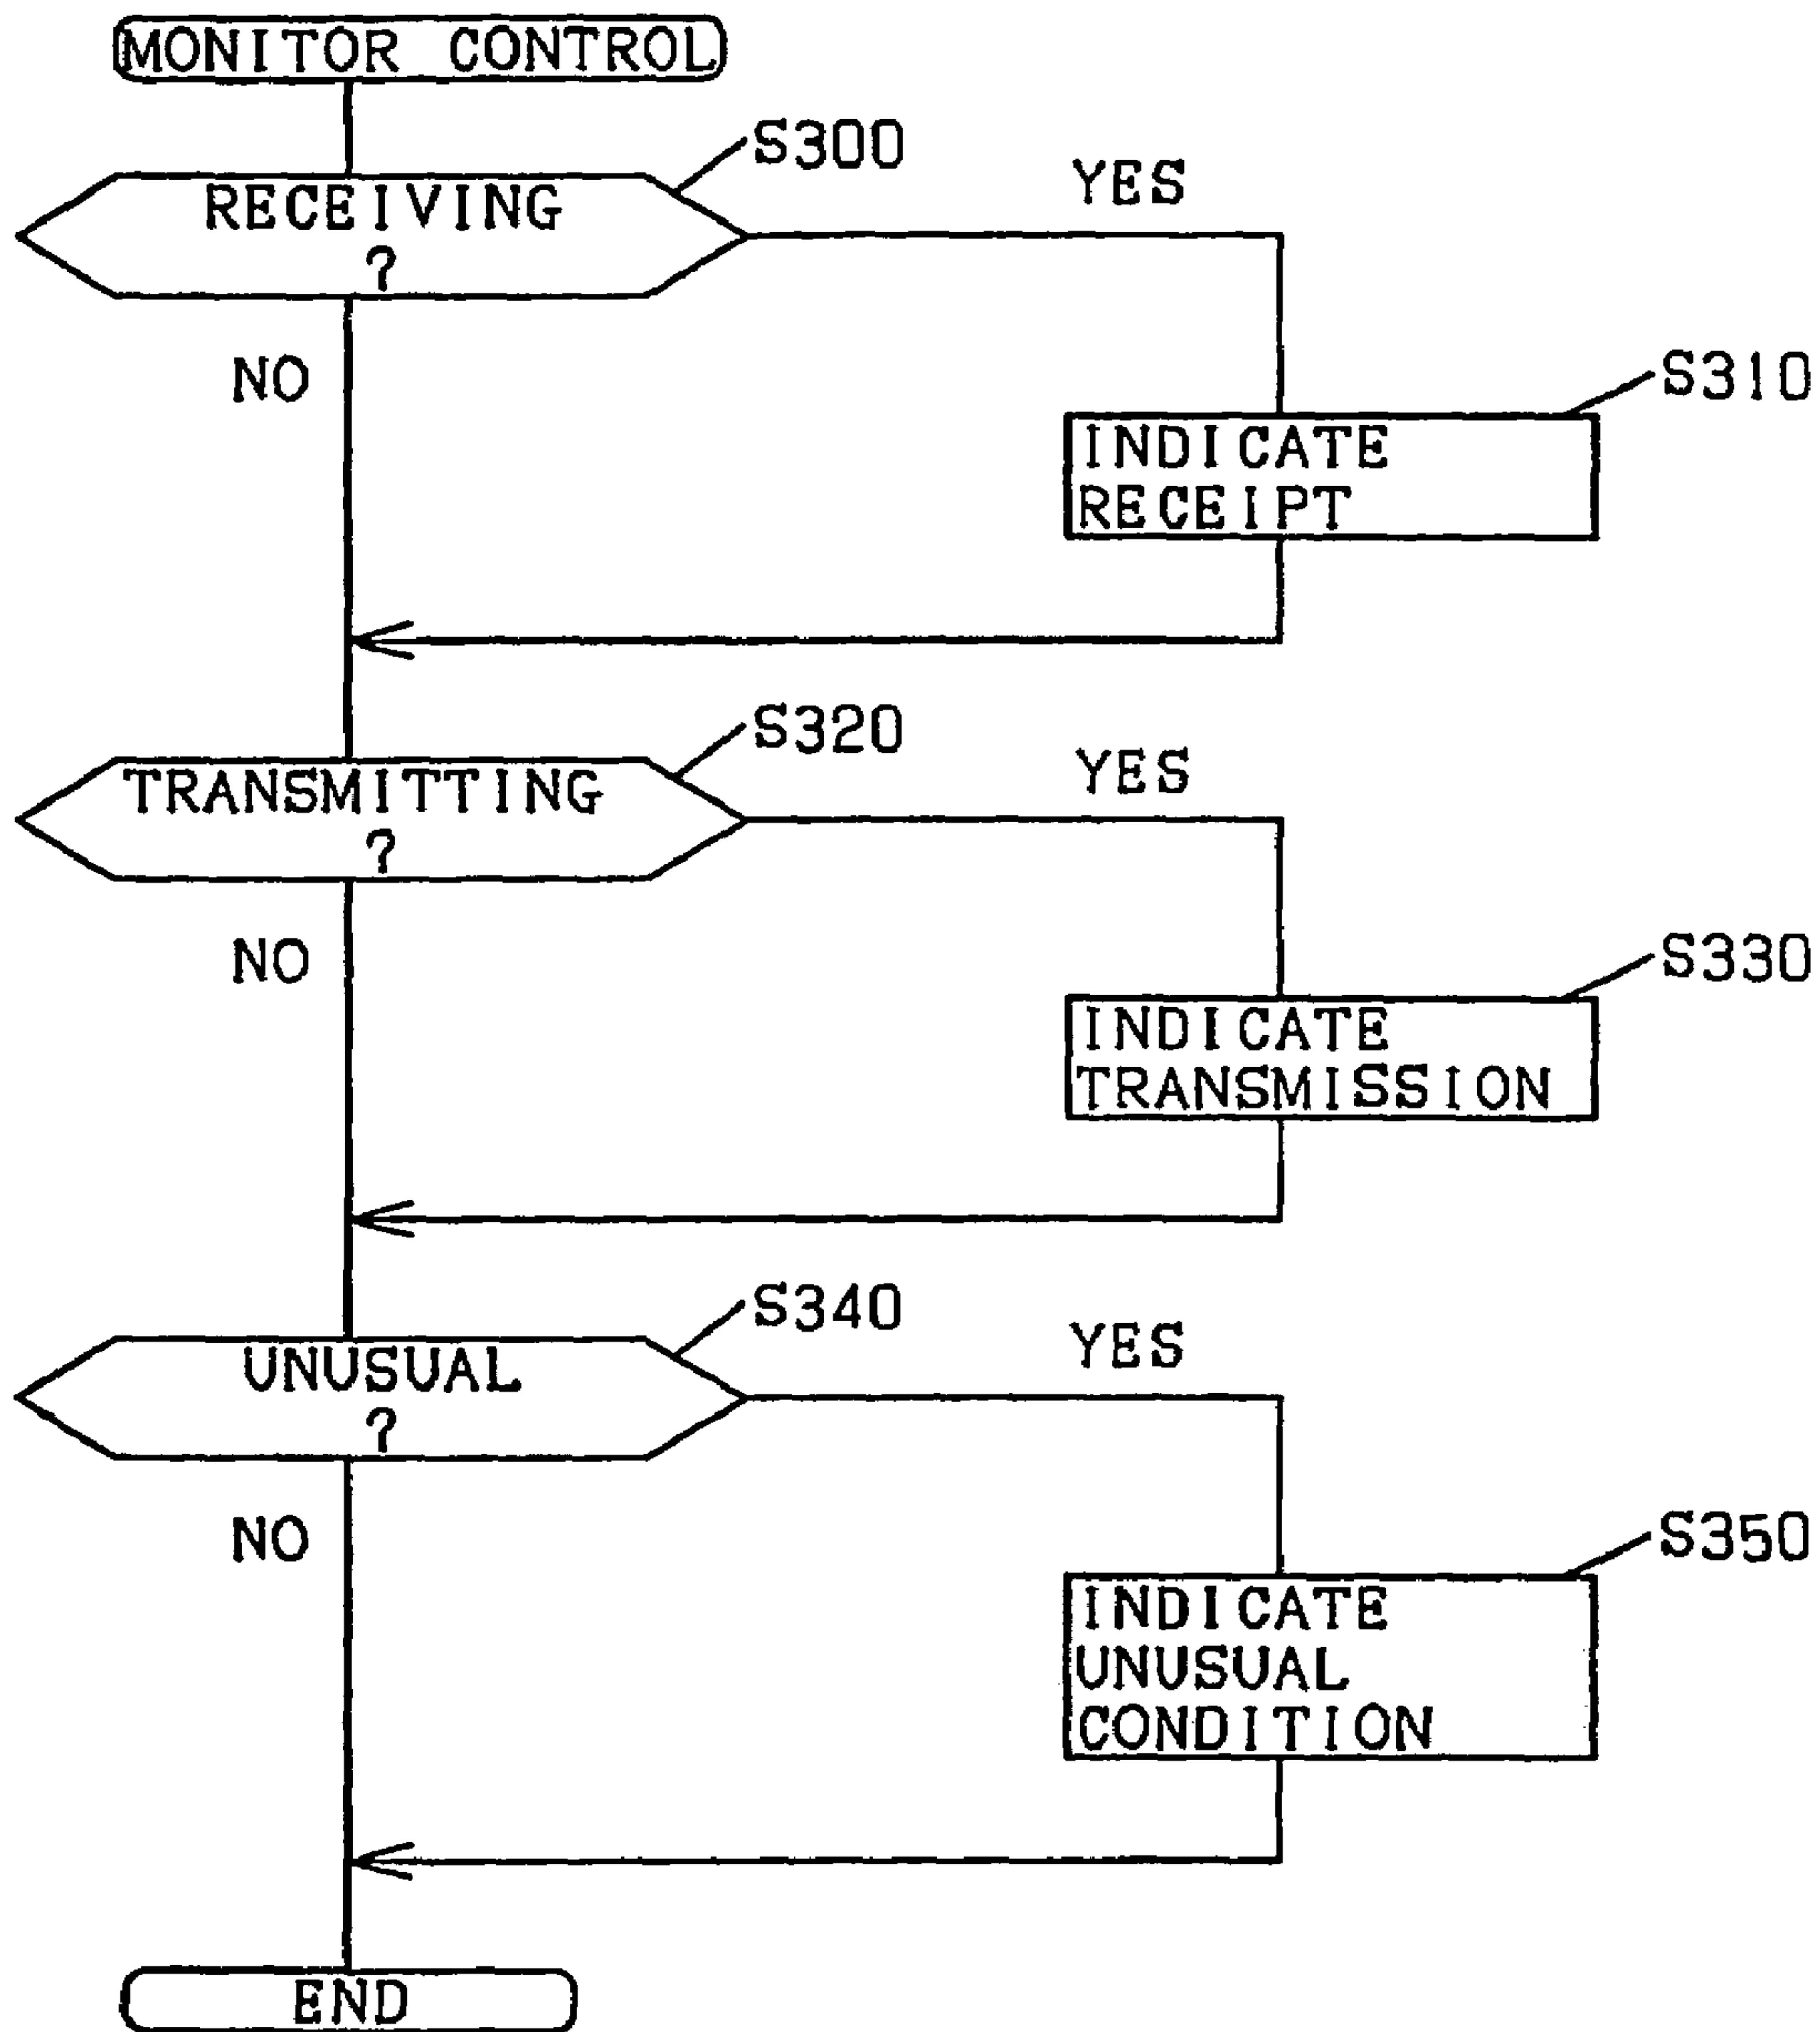 MONITOR CONTROL
S300
RECEIVING
?
YES
NO
S310
INDICATE
RECEIPT
S320
TRANSMITTING
?
YES
NO
S330
INDICATE
TRANSMISSION
S340
UNUSUAL
?
YES
NO
S350
INDICATE
UNUSUAL
CONDITION
END